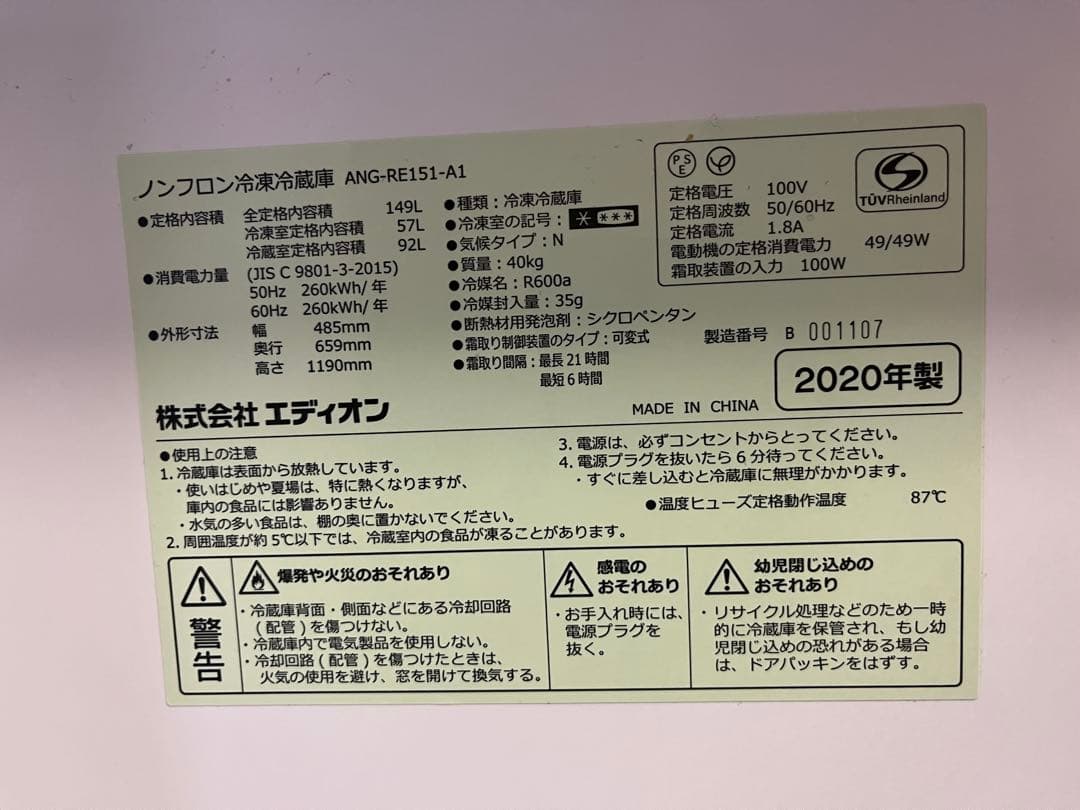 ノンフロン冷凍冷蔵庫 ANG-RE151-A1
●定格内容積 全定格内容積 149L
冷凍室定格内容積 57L
冷蔵室定格内容積 92L
●消費電力量 (JIS C 9801-3-2015)
50Hz 260kWh/年
60Hz 260kWh/年
●外形寸法 幅 485mm
奥行 659mm
高さ 1190mm
●種類：冷凍冷蔵庫
●冷凍室の記号：* ***
●気候タイプ：N
●質量：40kg
●冷媒名：R600a
●冷媒封入量：35g
●断熱材用発泡剤：シクロペンタン
●霜取り制御装置のタイプ：可変式
●霜取り間隔：最長21時間
最短6時間
PSE
定格電圧 100V
定格周波数 50/60Hz
定格電流 1.8A
電動機の定格消費電力 49/49W
霜取装置の入力 100W
TÜVRheinland
製造番号 B 001107
2020年製
株式会社 エディオン
MADE IN CHINA
●使用上の注意
1. 冷蔵庫は表面から放熱しています。
・使いはじめや夏場は、特に熱くなりますが、
庫内の食品には影響ありません。
・水気の多い食品は、棚の奥に置かないでください。
2. 周囲温度が約5℃以下では、冷蔵室内の食品が凍ることがあります。
3. 電源は、必ずコンセントからとってください。
4. 電源プラグを抜いたら6分待ってください。
・すぐに差し込むと冷蔵庫に無理がかかります。
●温度ヒューズ定格動作温度 87℃
警告
爆発や火災のおそれあり
・冷蔵庫背面・側面などにある冷却回路
(配管)を傷つけない。
・冷蔵庫内で電気製品を使用しない。
・冷却回路(配管)を傷つけたときは、
火気の使用を避け、窓を開けて換気する。
感電の
おそれあり
・お手入れ時には、
電源プラグを
抜く。
幼児閉じ込めの
おそれあり
・リサイクル処理などのため一時
的に冷蔵庫を保管され、もし幼
児閉じ込めの恐れがある場合
は、ドアパッキンをはずす。